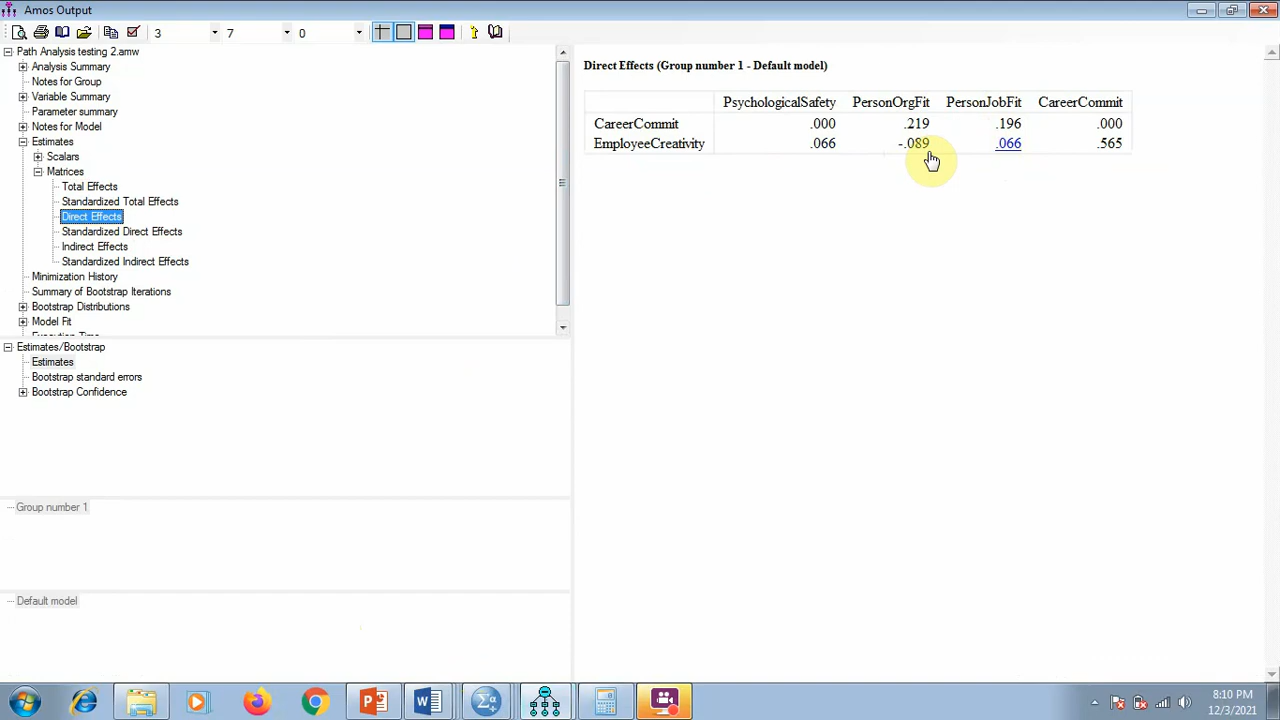 Amos Output
3 7 0
Path Analysis testing 2.amw
Analysis Summary
Notes for Group
Variable Summary
Parameter summary
Notes for Model
Estimates
Scalars
Matrices
Total Effects
Standardized Total Effects
Direct Effects
Standardized Direct Effects
Indirect Effects
Standardized Indirect Effects
Minimization History
Summary of Bootstrap Iterations
Bootstrap Distributions
Model Fit
Execution Time
Estimates/Bootstrap
Estimates
Bootstrap standard errors
Bootstrap Confidence
Group number 1
Default model
Direct Effects (Group number 1 - Default model)
PsychologicalSafety PersonOrgFit PersonJobFit CareerCommit
CareerCommit .000 .219 .196 .000
EmployeeCreativity .066 -.089 .066 .565
8:10 PM
12/3/2021